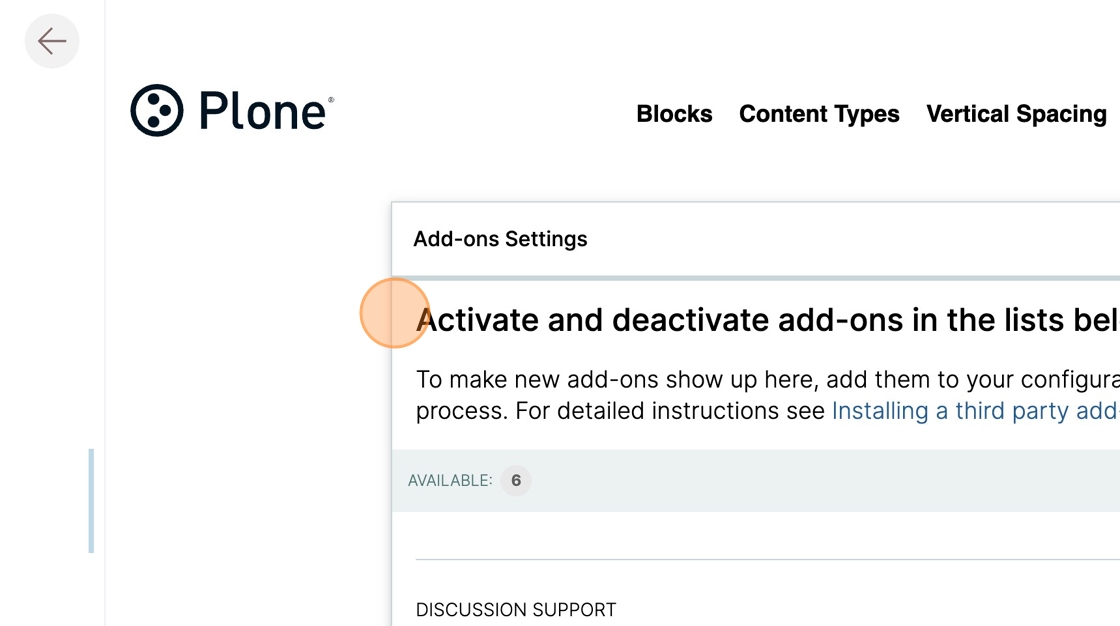 Plone®
Blocks Content Types Vertical Spacing
Add-ons Settings
Activate and deactivate add-ons in the lists bel
To make new add-ons show up here, add them to your configura
process. For detailed instructions see Installing a third party add
AVAILABLE: 6
DISCUSSION SUPPORT